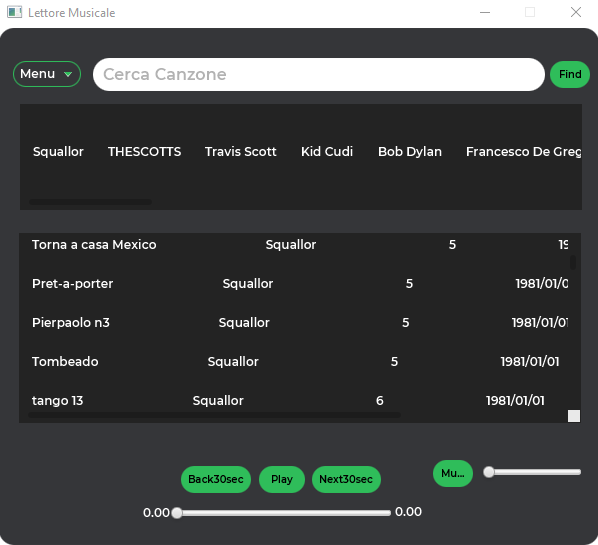 Lettore Musicale
Menu Cerca Canzone Find
Squallor THESCOTTS Travis Scott Kid Cudi Bob Dylan Francesco De Greg
Torna a casa Mexico Squallor 5 19
Pret-a-porter Squallor 5 1981/01/0
Pierpaolo n3 Squallor 5 1981/01/01
Tombeado Squallor 5 1981/01/01
tango 13 Squallor 6 1981/01/01
Back30sec Play Next30sec Mu...
0.00 0.00